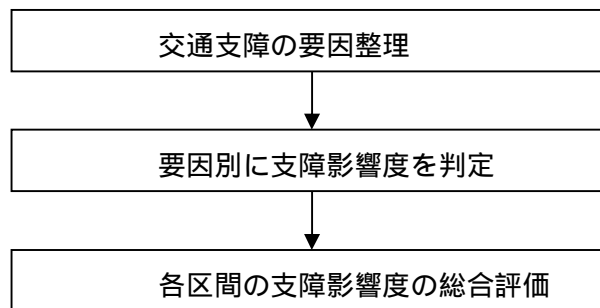 交通支障の要因整理
要因別に支障影響度を判定
各区間の支障影響度の総合評価